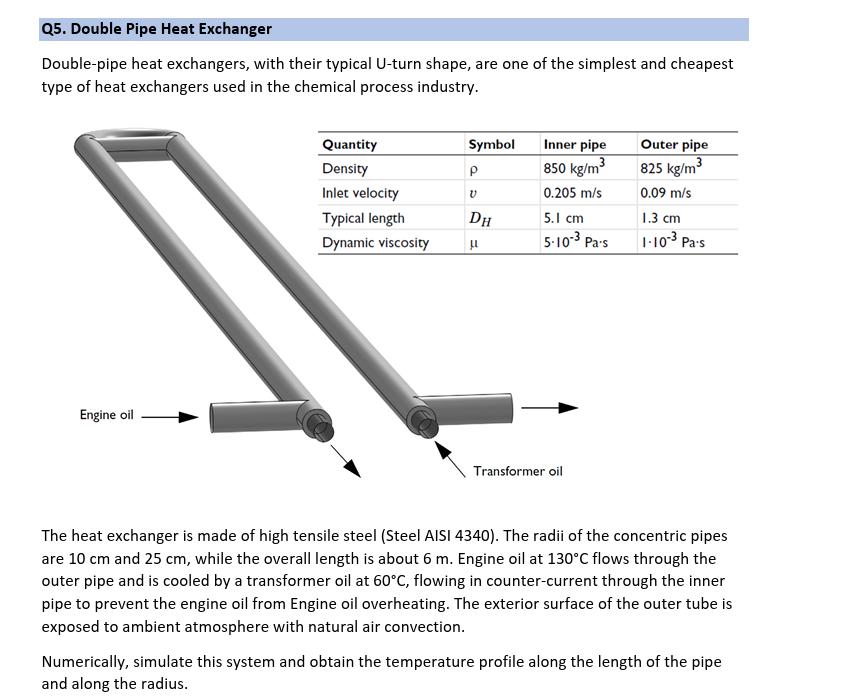 Q5. Double Pipe Heat Exchanger
Double-pipe heat exchangers, with their typical U-turn shape, are one of the simplest and cheapest
type of heat exchangers used in the chemical process industry.
Quantity Symbol Inner pipe Outer pipe
Density ρ 850 kg/m³ 825 kg/m³
Inlet velocity υ 0.205 m/s 0.09 m/s
Typical length D_H 5.1 cm 1.3 cm
Dynamic viscosity μ 5·10⁻³ Pa·s 1·10⁻³ Pa·s
Engine oil
Transformer oil
The heat exchanger is made of high tensile steel (Steel AISI 4340). The radii of the concentric pipes
are 10 cm and 25 cm, while the overall length is about 6 m. Engine oil at 130°C flows through the
outer pipe and is cooled by a transformer oil at 60°C, flowing in counter-current through the inner
pipe to prevent the engine oil from Engine oil overheating. The exterior surface of the outer tube is
exposed to ambient atmosphere with natural air convection.
Numerically, simulate this system and obtain the temperature profile along the length of the pipe
and along the radius.